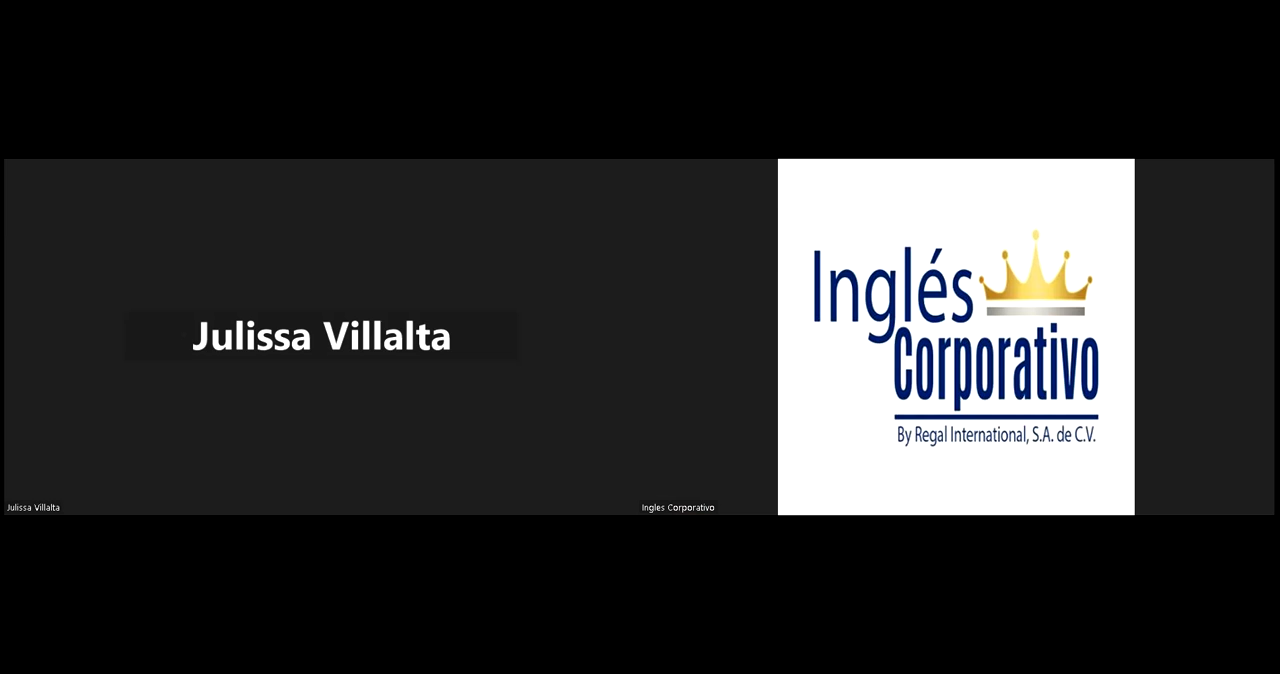 Julissa Villalta
Julissa Villalta
Inglés
Corporativo
By Regal International, S.A. de C.V.
Ingles Corporativo